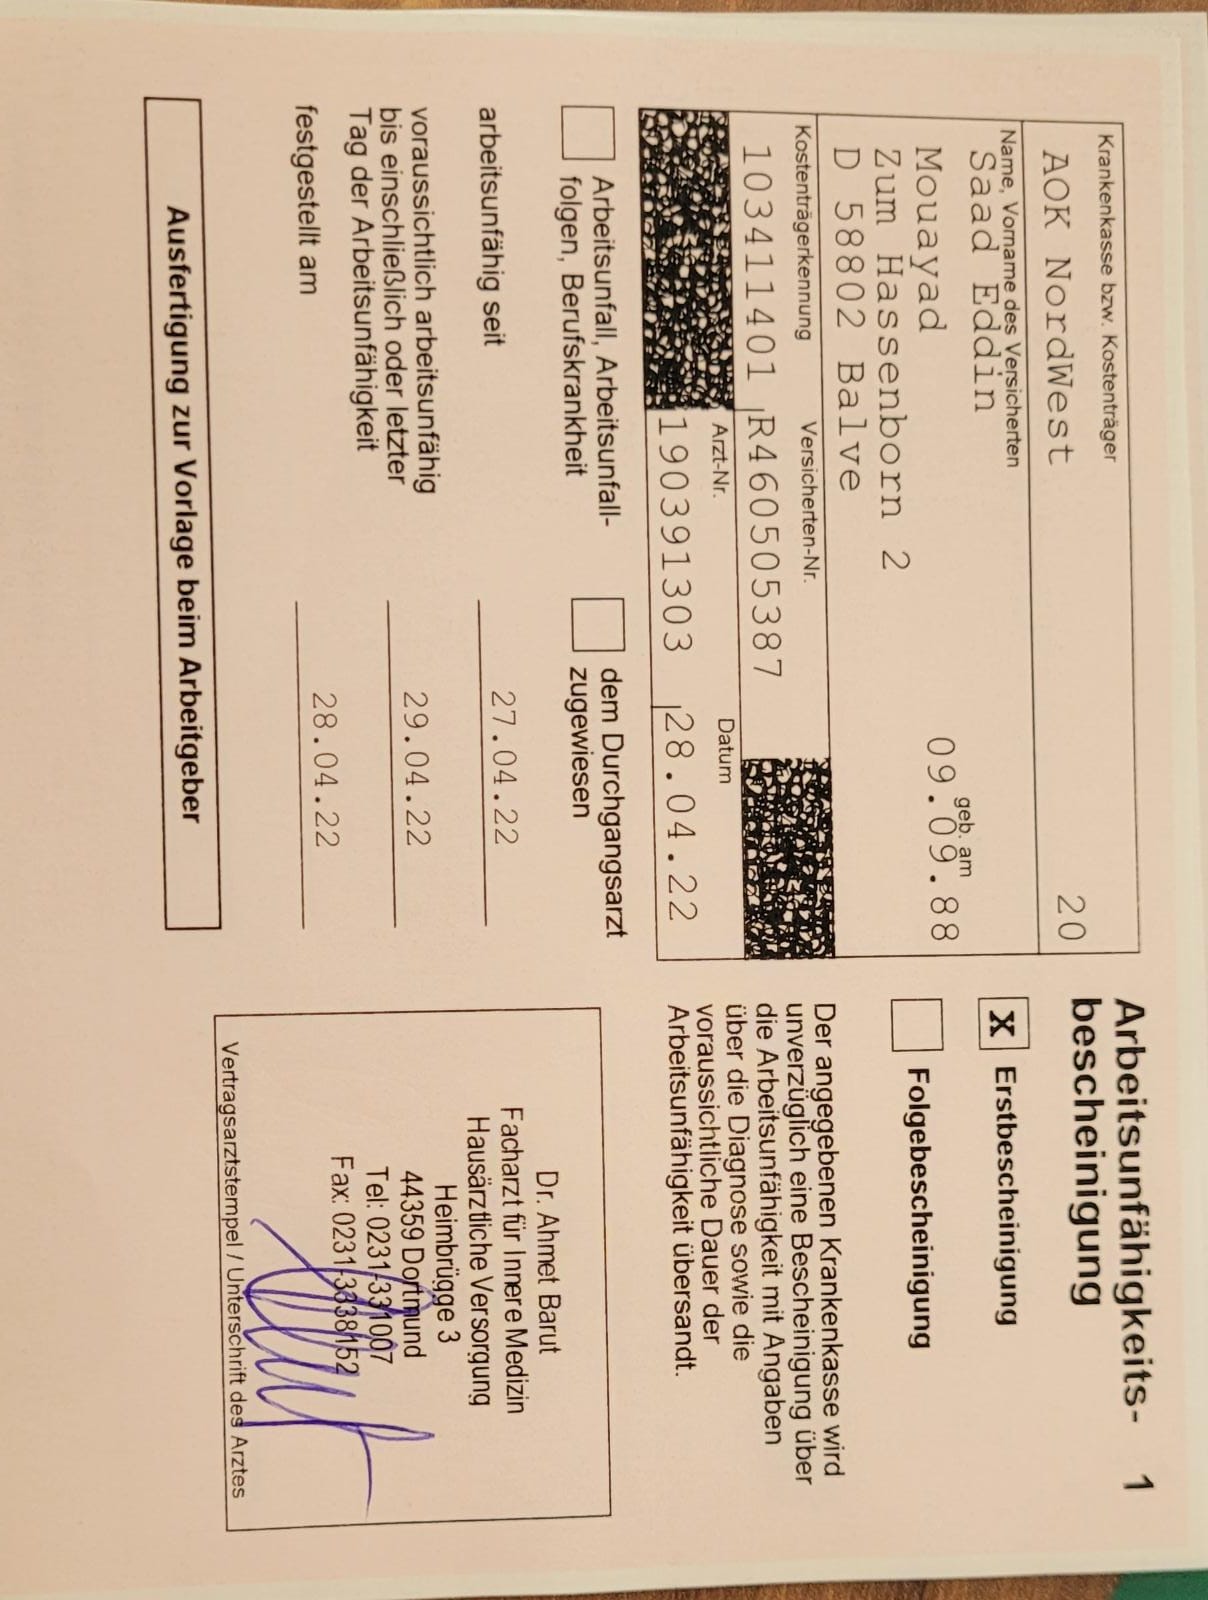 Krankenkasse bzw. Kostenträger
AOK NordWest 20
Name, Vorname des Versicherten
Saad Eddin
geb. am
Mouayad 09.09.88
Zum Hassenborn 2
D 58802 Balve
Kostenträgerkennung Versicherten-Nr.
103411401 R460505387
Arzt-Nr. Datum
190391303 28.04.22
Arbeitsunfall, Arbeitsunfall-
folgen, Berufskrankheit
dem Durchgangsarzt
zugewiesen
arbeitsunfähig seit 27.04.22
voraussichtlich arbeitsunfähig
bis einschließlich oder letzter 29.04.22
Tag der Arbeitsunfähigkeit
festgestellt am 28.04.22
Ausfertigung zur Vorlage beim Arbeitgeber
Arbeitsunfähigkeits- 1
bescheinigung
X Erstbescheinigung
Folgebescheinigung
Der angegebenen Krankenkasse wird
unverzüglich eine Bescheinigung über
die Arbeitsunfähigkeit mit Angaben
über die Diagnose sowie die
voraussichtliche Dauer der
Arbeitsunfähigkeit übersandt.
Dr. Ahmet Barut
Facharzt für Innere Medizin
Hausärztliche Versorgung
Heimbrügge 3
44359 Dortmund
Tel: 0231-331007
Fax: 0231-3338152
Vertragsarztstempel / Unterschrift des Arztes